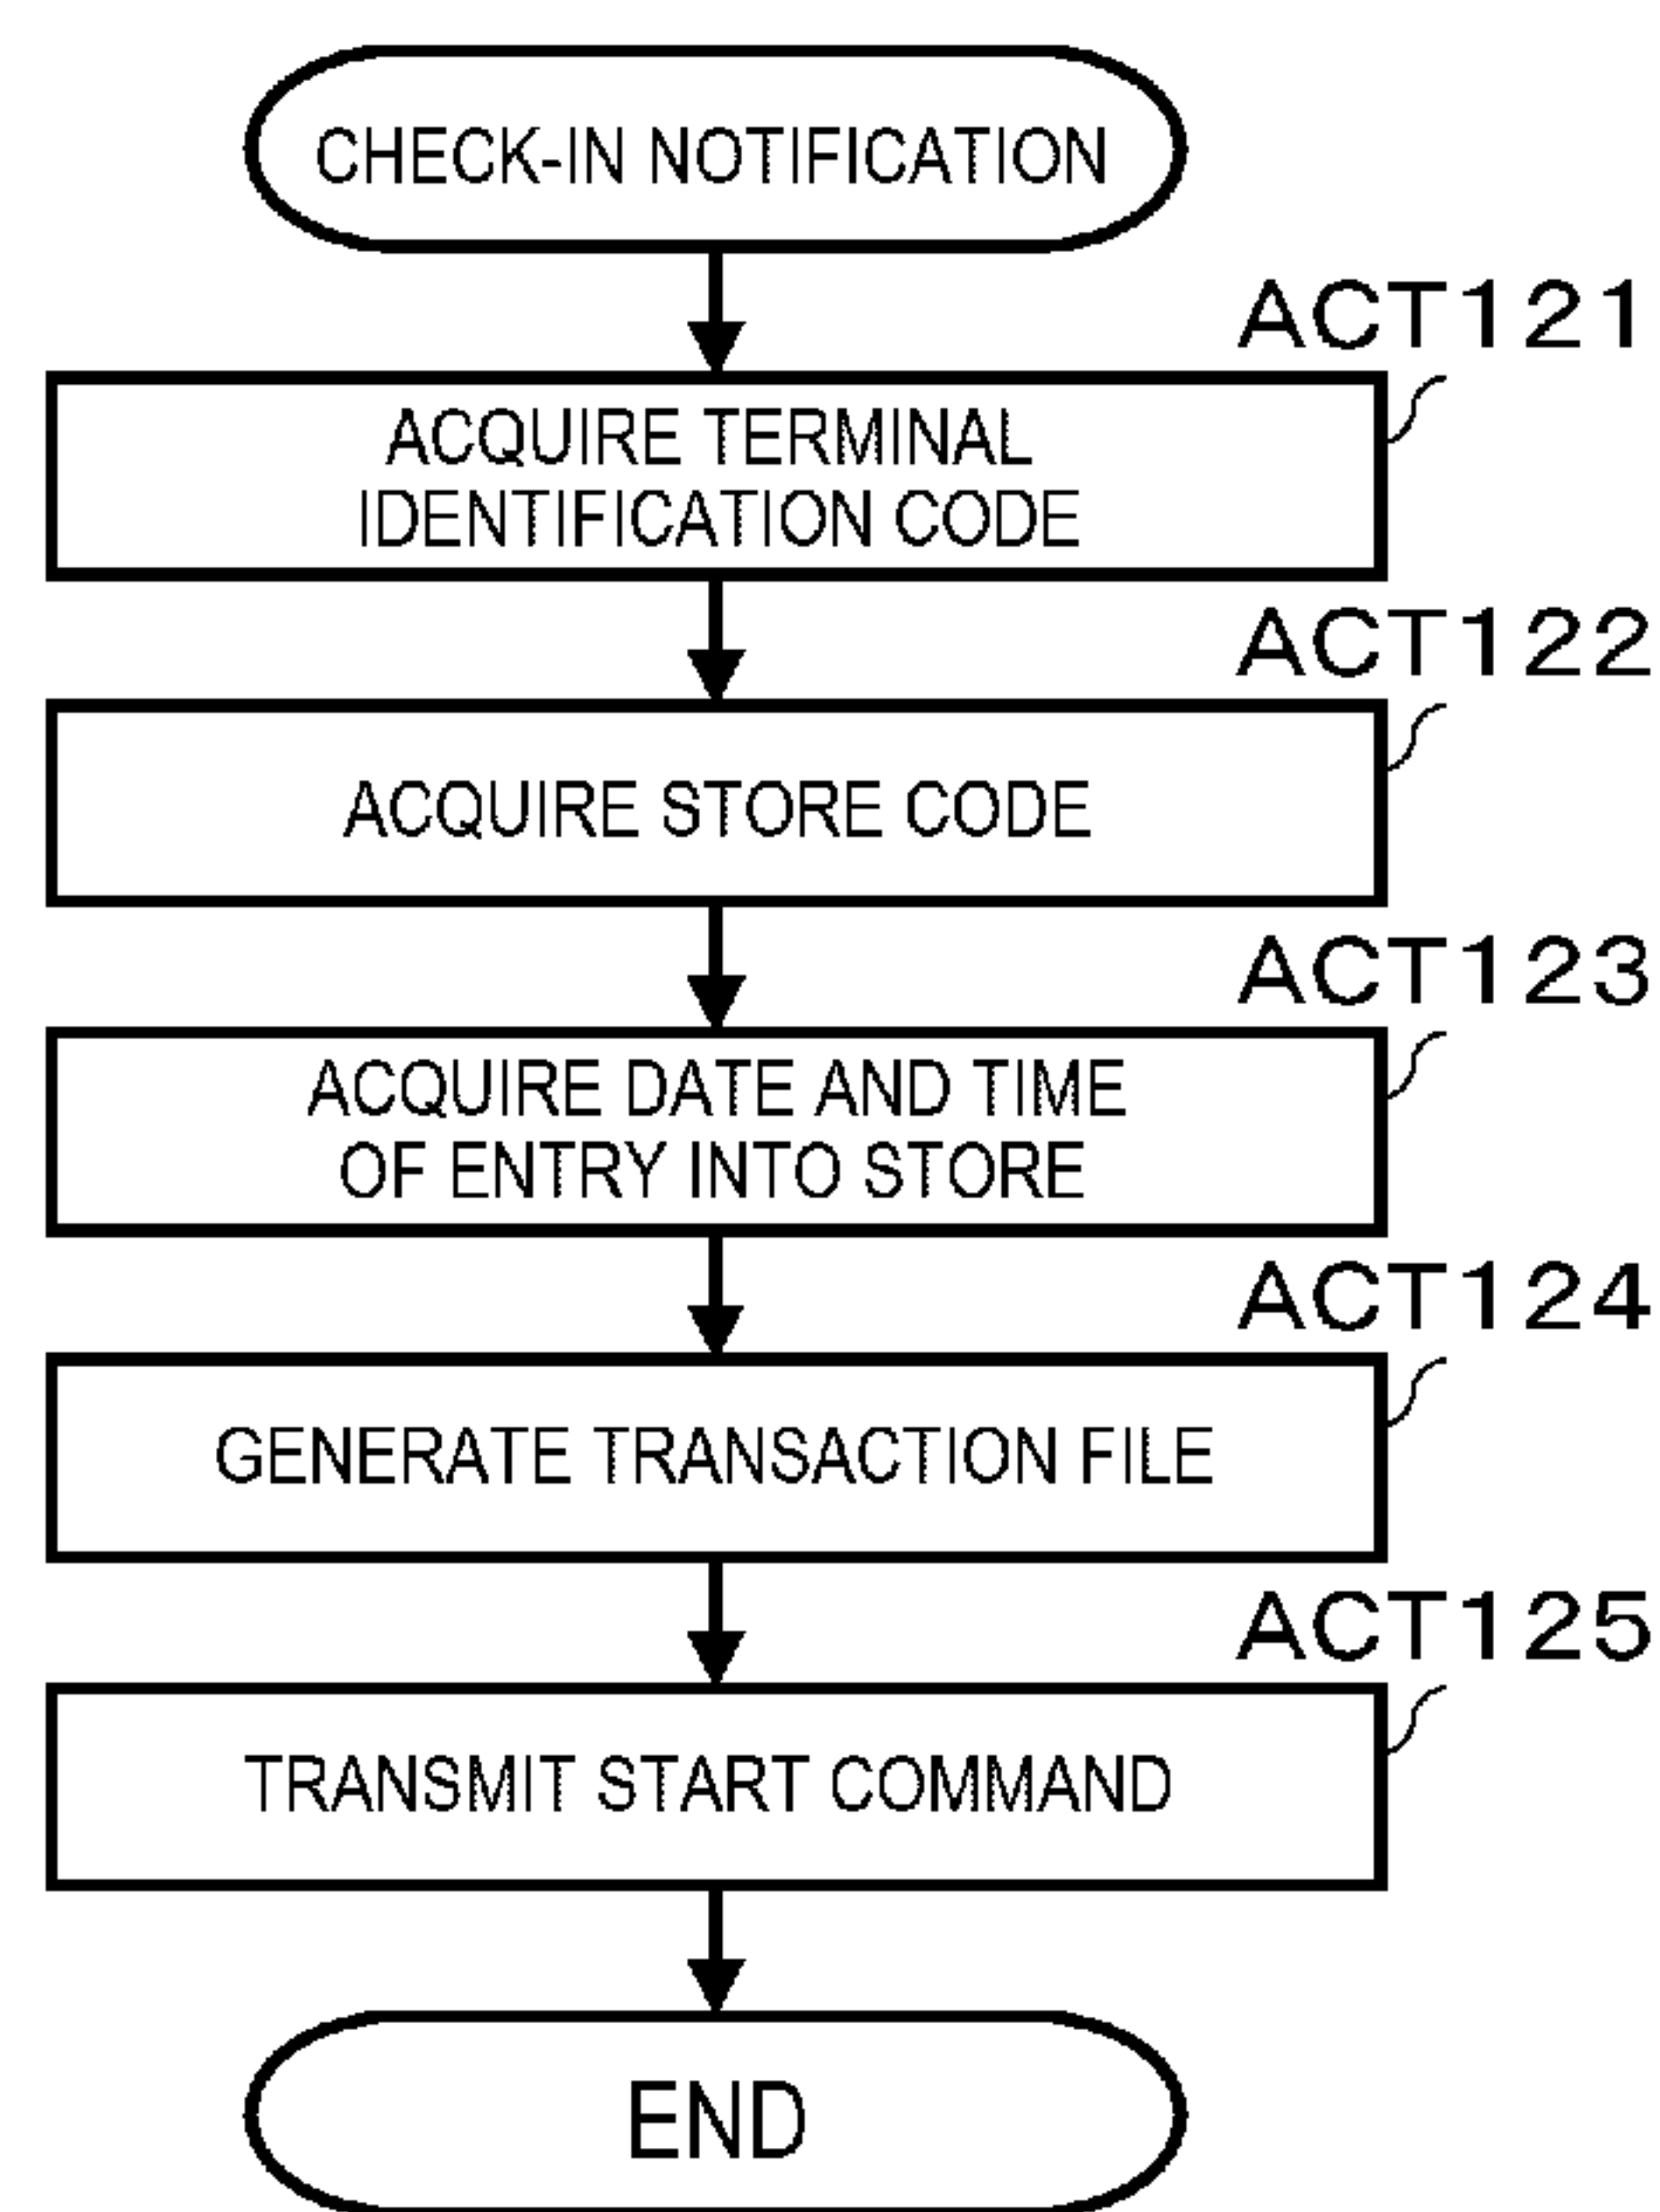 CHECK-IN NOTIFICATION
ACT121
ACQUIRE TERMINAL
IDENTIFICATION CODE
ACT122
ACQUIRE STORE CODE
ACT123
ACQUIRE DATE AND TIME
OF ENTRY INTO STORE
ACT124
GENERATE TRANSACTION FILE
ACT125
TRANSMIT START COMMAND
END